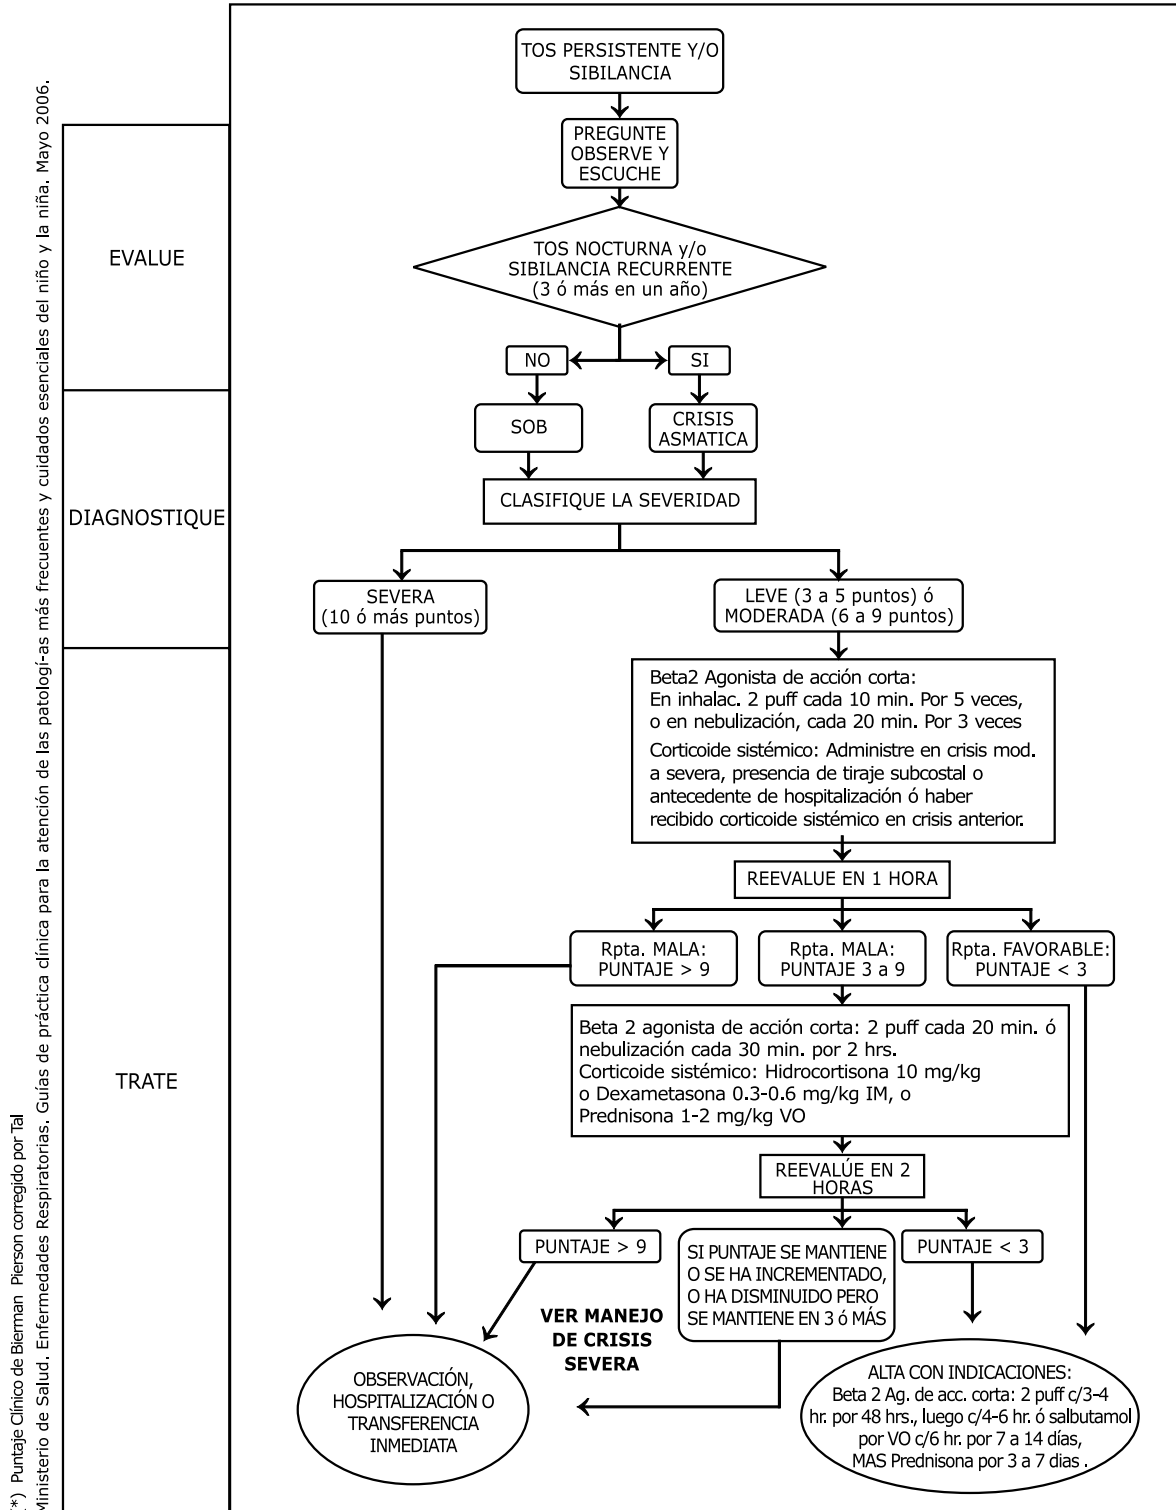 TOS PERSISTENTE Y/O
SIBILANCIA
PREGUNTE
OBSERVE Y
ESCUCHE
EVALUE
TOS NOCTURNA y/o
SIBILANCIA RECURRENTE
(3 ó más en un año)
NO
SI
SOB
CRISIS
ASMATICA
DIAGNOSTIQUE
CLASIFIQUE LA SEVERIDAD
SEVERA
(10 ó más puntos)
LEVE (3 a 5 puntos) ó
MODERADA (6 a 9 puntos)
TRATE
Beta2 Agonista de acción corta:
En inhalac. 2 puff cada 10 min. Por 5 veces,
o en nebulización, cada 20 min. Por 3 veces
Corticoide sistémico: Administre en crisis mod.
a severa, presencia de tiraje subcostal o
antecedente de hospitalización ó haber
recibido corticoide sistémico en crisis anterior.
REEVALUE EN 1 HORA
Rpta. MALA:
PUNTAJE > 9
Rpta. MALA:
PUNTAJE 3 a 9
Rpta. FAVORABLE:
PUNTAJE < 3
Beta 2 agonista de acción corta: 2 puff cada 20 min. ó
nebulización cada 30 min. por 2 hrs.
Corticoide sistémico: Hidrocortisona 10 mg/kg
o Dexametasona 0.3-0.6 mg/kg IM, o
Prednisona 1-2 mg/kg VO
REEVALÚE EN 2
HORAS
PUNTAJE > 9
SI PUNTAJE SE MANTIENE
O SE HA INCREMENTADO,
O HA DISMINUIDO PERO
SE MANTIENE EN 3 ó MÁS
PUNTAJE < 3
VER MANEJO
DE CRISIS
SEVERA
OBSERVACIÓN,
HOSPITALIZACIÓN O
TRANSFERENCIA
INMEDIATA
ALTA CON INDICACIONES:
Beta 2 Ag. de acc. corta: 2 puff c/3-4
hr. por 48 hrs., luego c/4-6 hr. ó salbutamol
por VO c/6 hr. por 7 a 14 días,
MAS Prednisona por 3 a 7 dias .
(*) Puntaje Clínico de Bierman Pierson corregido por Tal
Ministerio de Salud. Enfermedades Respiratorias. Guías de práctica clínica para la atención de las patologí-as más frecuentes y cuidados esenciales del niño y la niña. Mayo 2006.